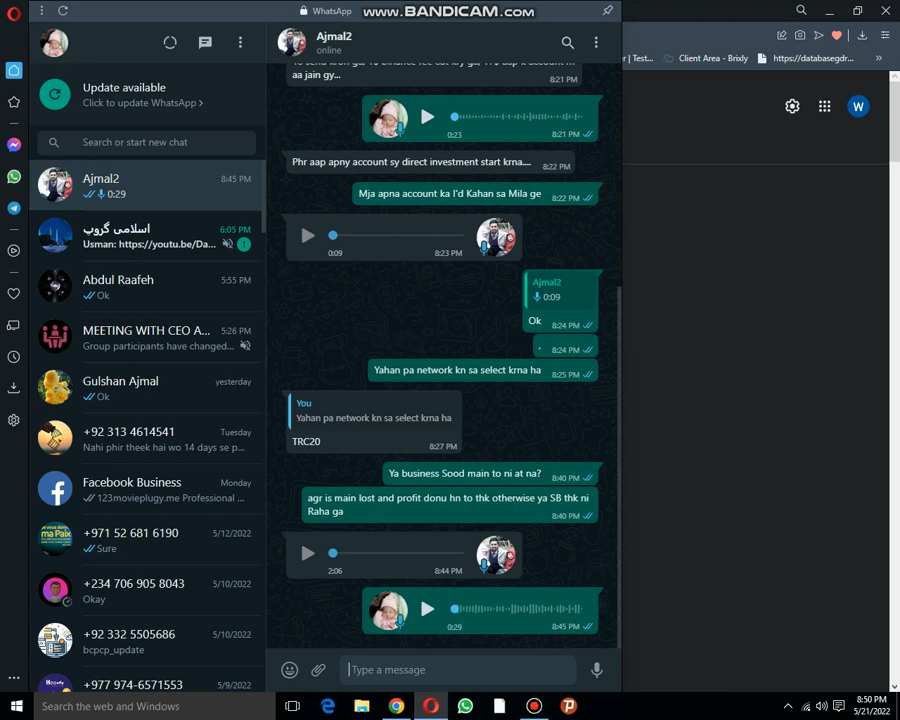 WhatsApp
WWW.BANDICAM.COM
Ajmal2
online
Update available
Click to update WhatsApp
Search or start new chat
Ajmal2
8:45 PM
0:29
اسلامی گروپ
6:05 PM
Usman: https://youtu.be/Da...
1
Abdul Raafeh
5:55 PM
Ok
MEETING WITH CEO A...
5:26 PM
Group participants have changed...
Gulshan Ajmal
yesterday
Ok
+92 313 4614541
Tuesday
Nahi phir theek hai wo 14 days se p...
Facebook Business
Monday
123movieplugy.me Professional ...
+971 52 681 6190
5/12/2022
Sure
+234 706 905 8043
5/10/2022
Okay
+92 332 5505686
5/10/2022
bcpcp_update
+977 974-6571553
5/9/2022
aa jain gy...
8:21 PM
0:23
8:21 PM
Phr aap apny account sy direct investment start krna....
8:22 PM
Mja apna account ka I'd Kahan sa Mila ge
8:22 PM
0:09
8:23 PM
Ajmal2
0:09
Ok
8:24 PM
.
8:24 PM
Yahan pa network kn sa select krna ha
8:25 PM
You
Yahan pa network kn sa select krna ha
TRC20
8:27 PM
Ya business Sood main to ni at na?
8:40 PM
agr is main lost and profit donu hn to thk otherwise ya SB thk ni
Raha ga
8:40 PM
2:06
8:44 PM
0:29
8:45 PM
Type a message
Test...
Client Area - Brixly
https://databasegdr...
W
Search the web and Windows
8:50 PM
5/21/2022